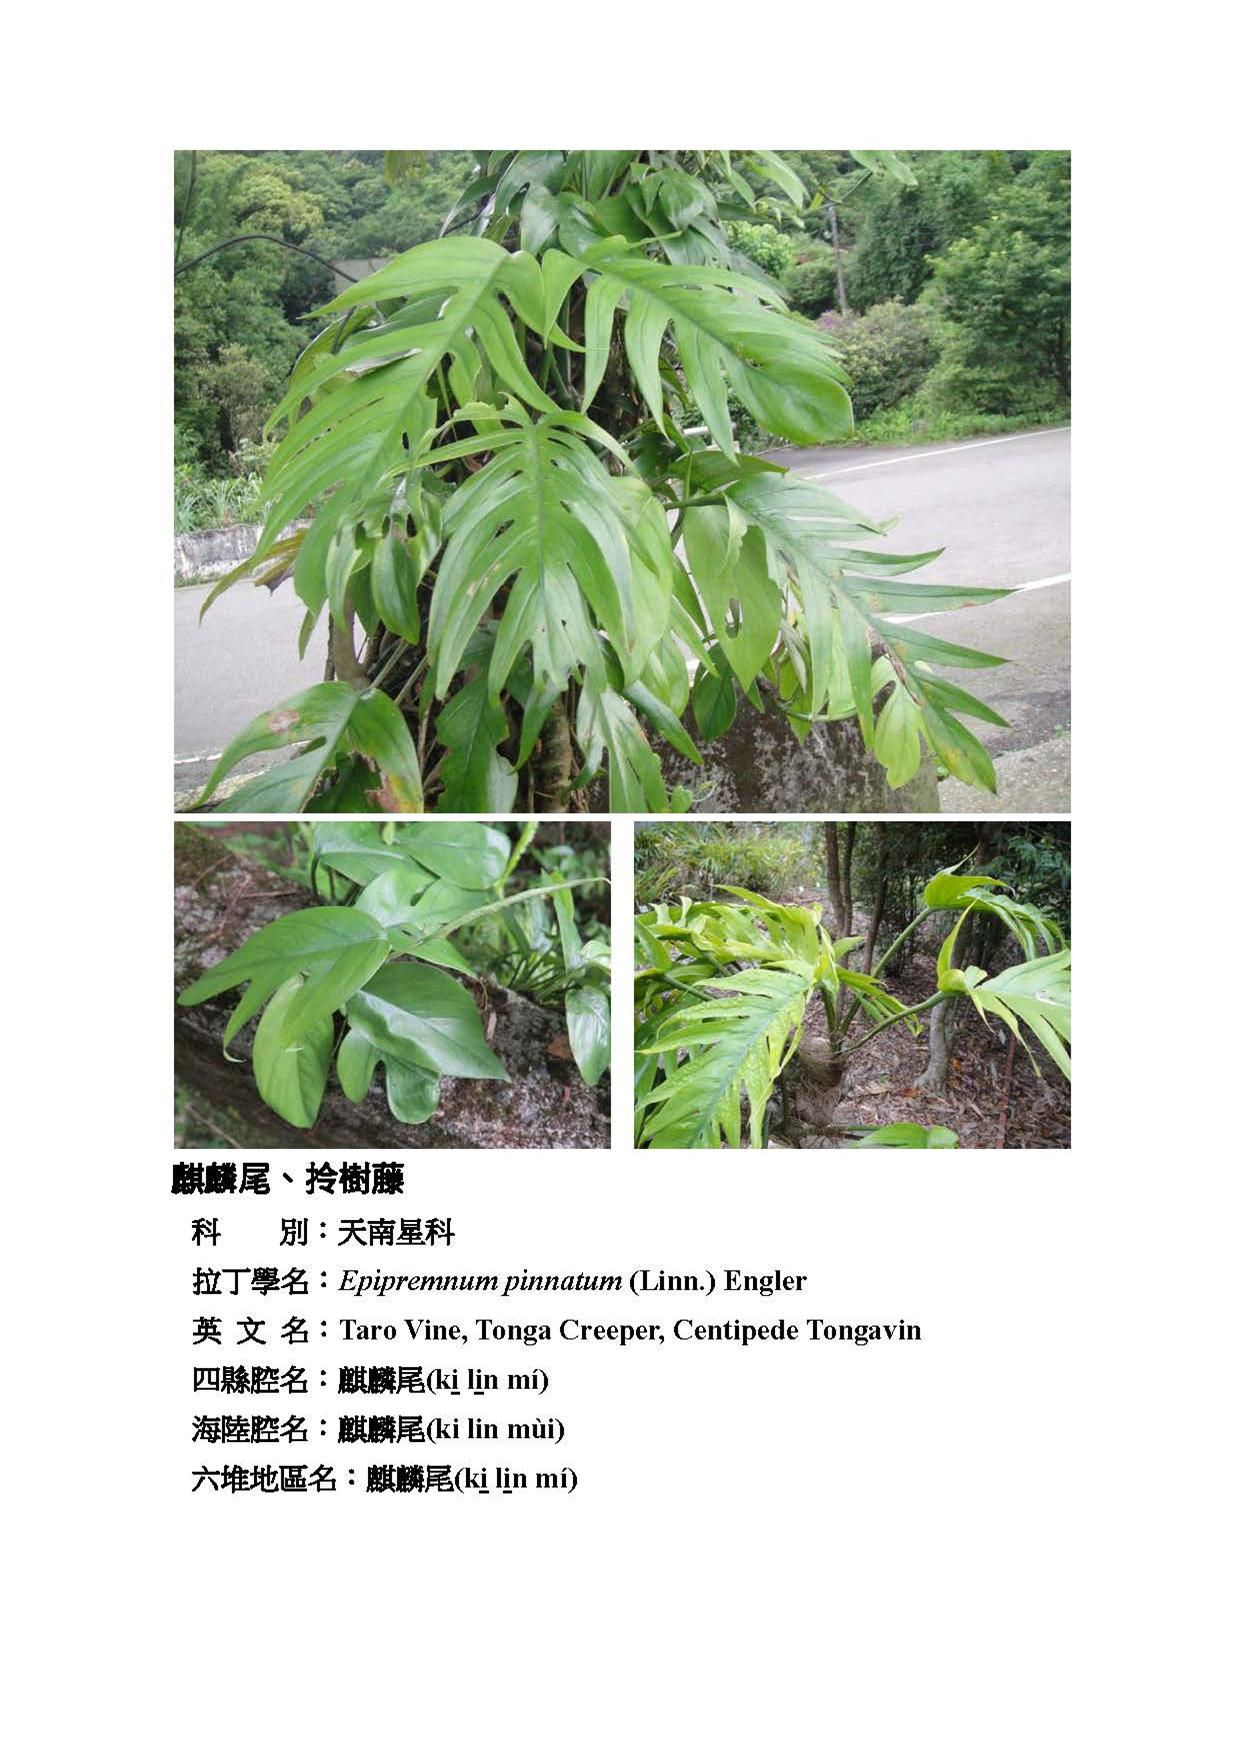 麒麟尾、拎樹藤
科　　別：天南星科
拉丁學名：Epipremnum pinnatum (Linn.) Engler
英 文 名：Taro Vine, Tonga Creeper, Centipede Tongavin
四縣腔名：麒麟尾(ki̲ li̲n mí)
海陸腔名：麒麟尾(ki lin mùi)
六堆地區名：麒麟尾(ki̲ li̲n mí)